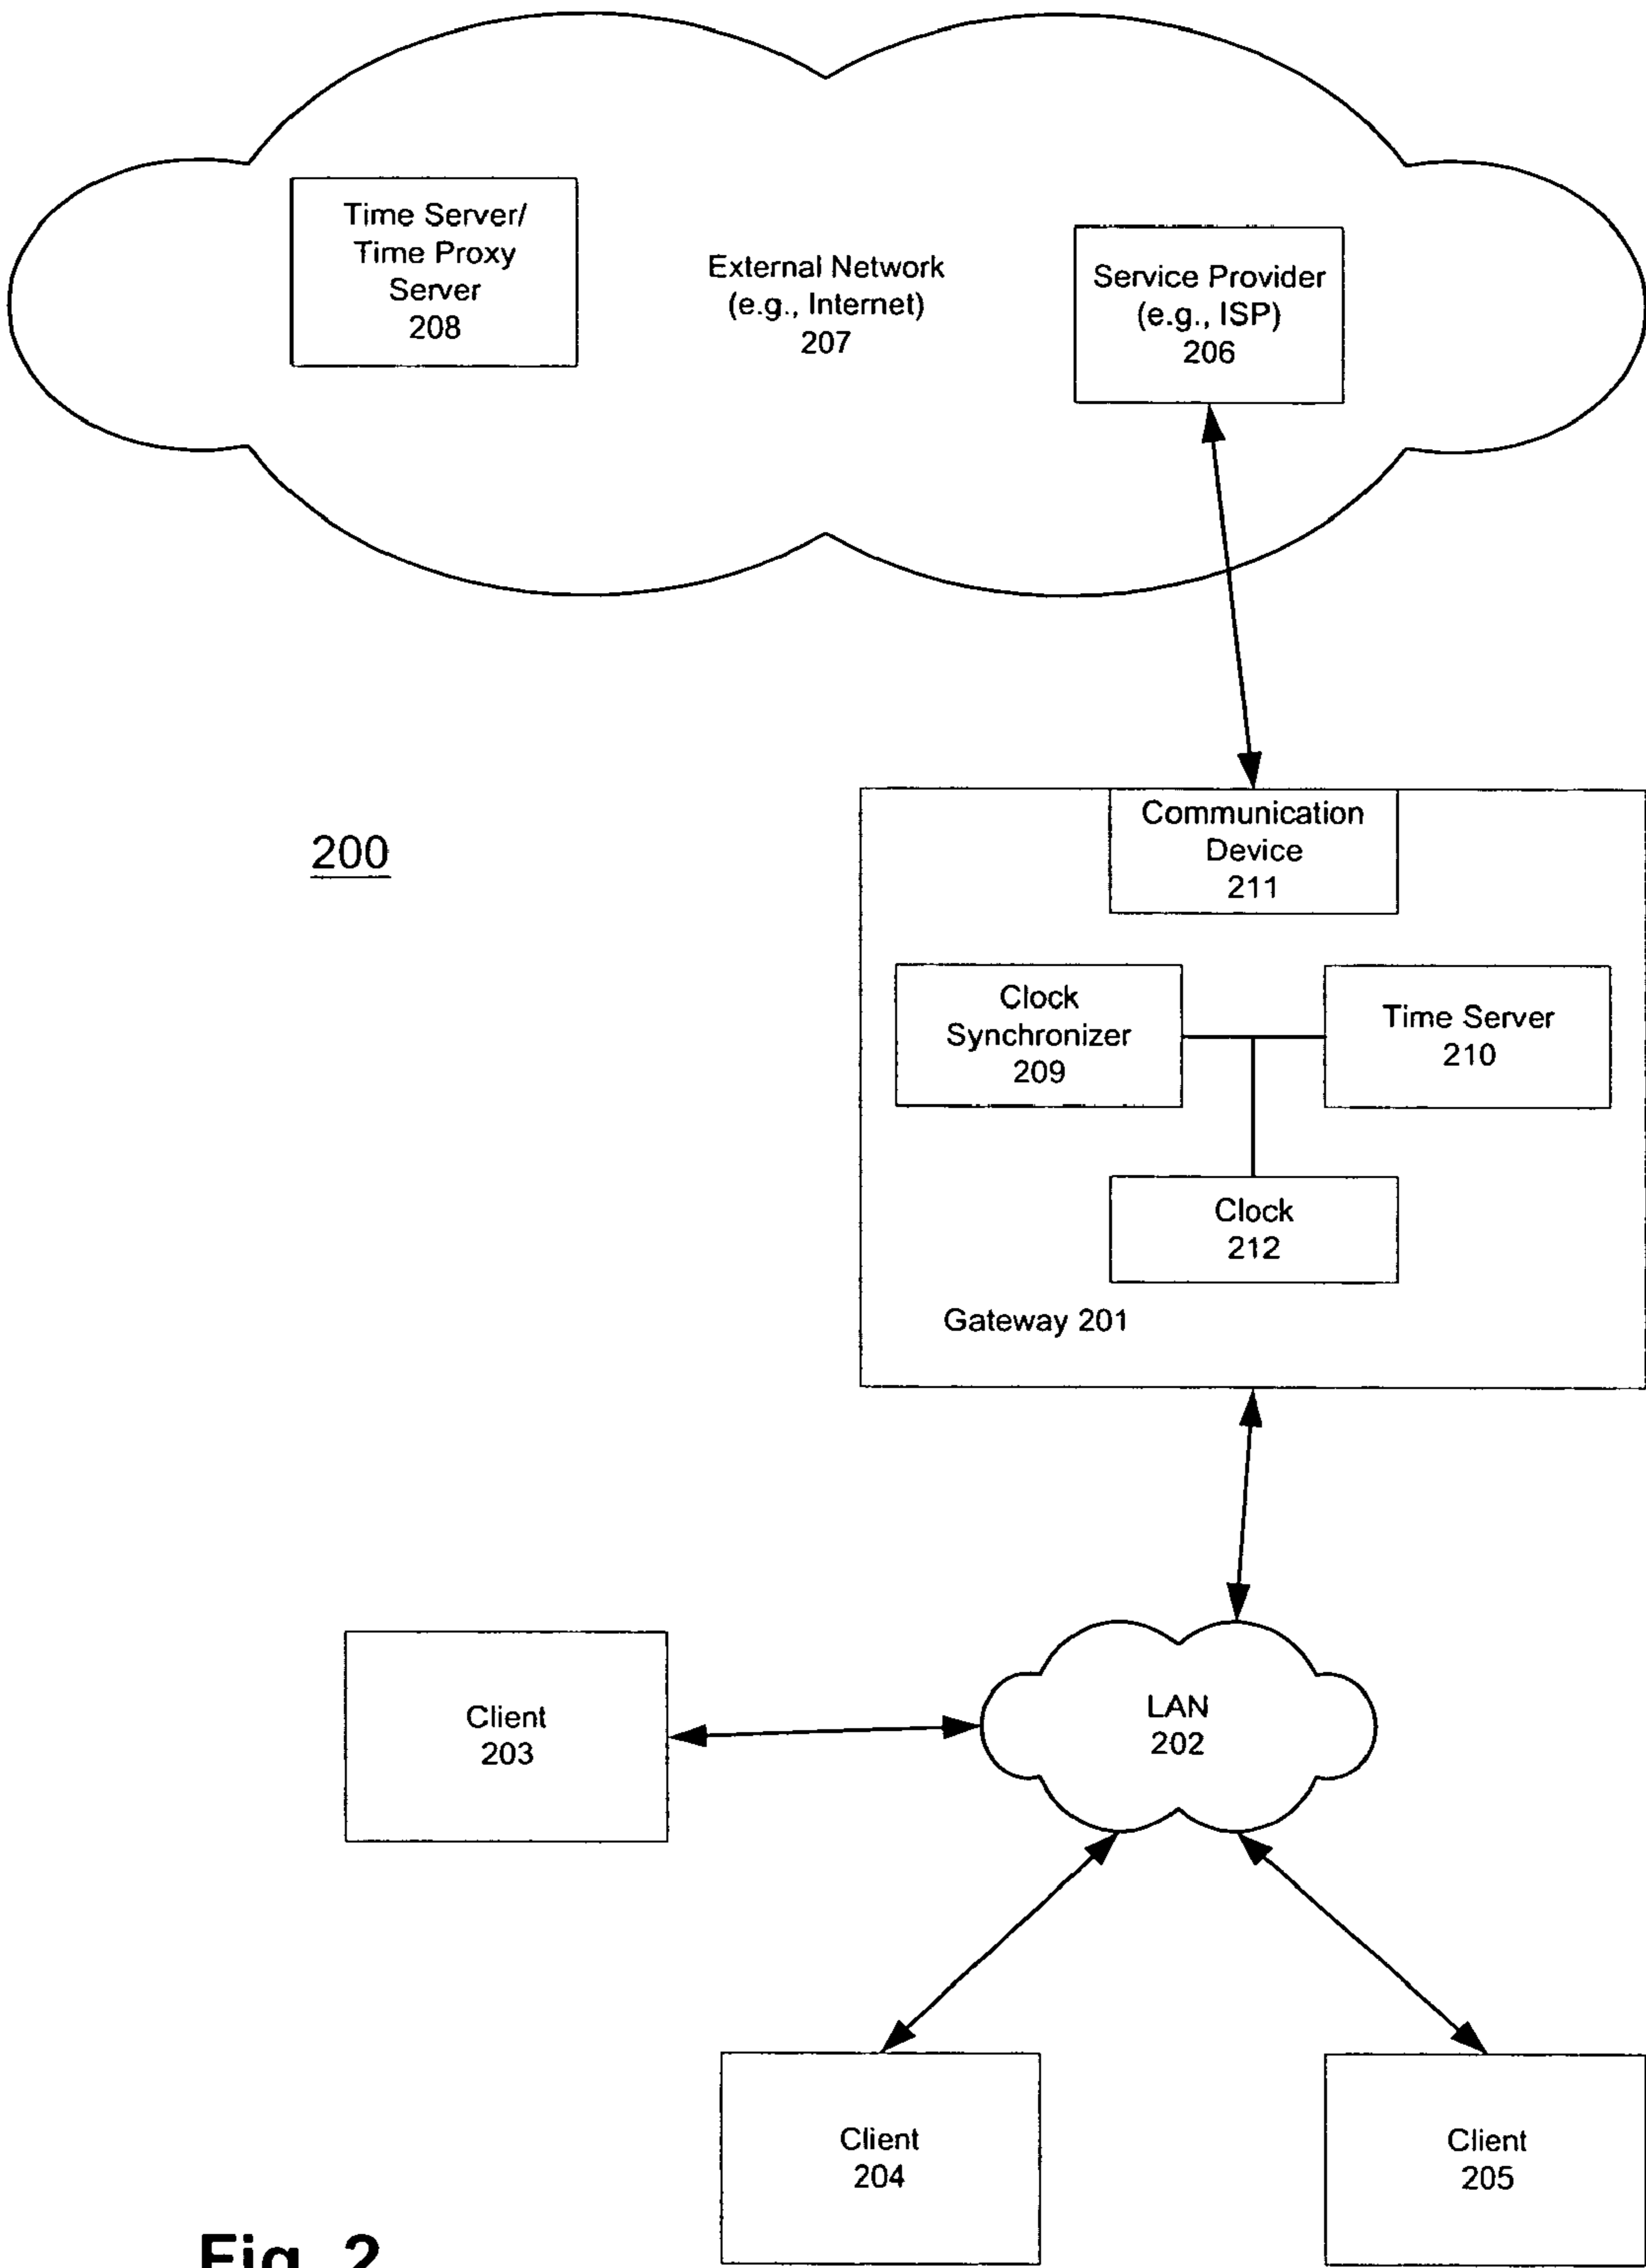 Time Server/
Time Proxy
Server
208
External Network
(e.g., Internet)
207
Service Provider
(e.g., ISP)
206
200
Communication
Device
211
Clock
Synchronizer
209
Time Server
210
Clock
212
Gateway 201
Client
203
LAN
202
Client
204
Client
205
Fig. 2